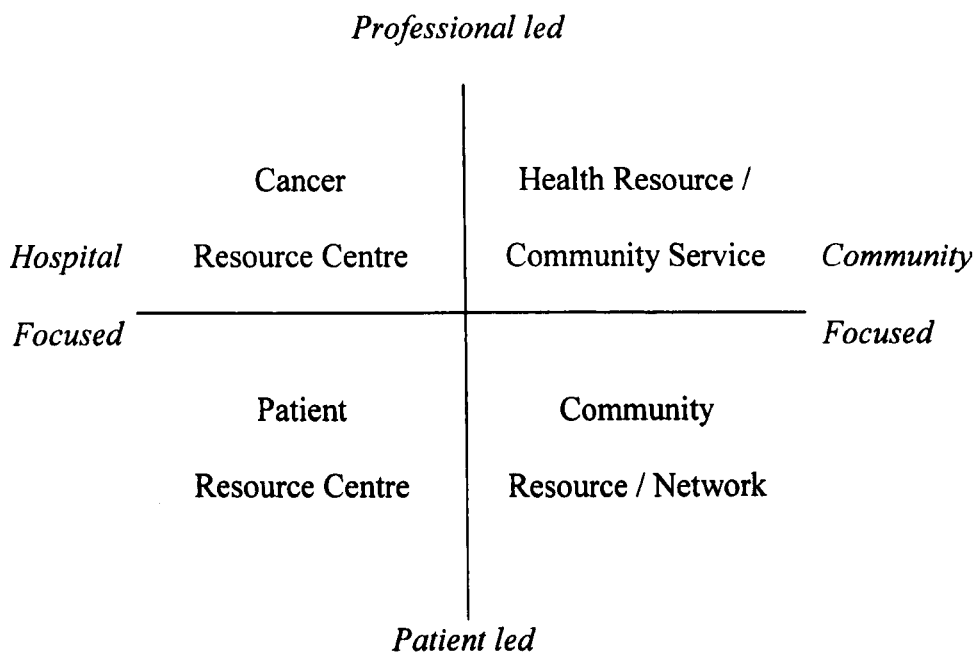 Professional led
Cancer
Health Resource /
Hospital
Resource Centre
Community Service
Community
Focused
Focused
Patient
Community
Resource Centre
Resource / Network
Patient led